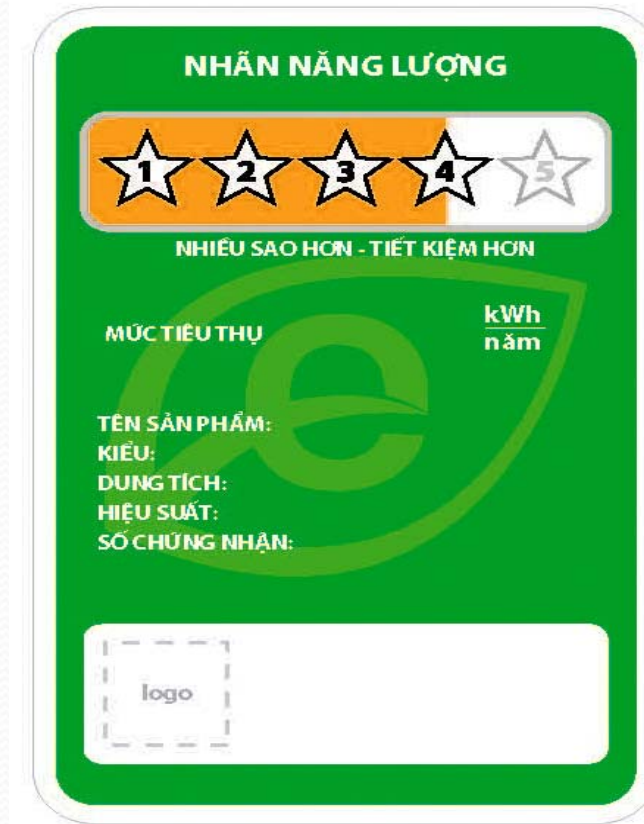 NHÃN NĂNG LƯỢNG
1 2 3 4 5
NHIỀU SAO HƠN - TIẾT KIỆM HƠN
MỨC TIÊU THỤ
kWh
năm
TÊN SẢN PHẨM:
KIỂU:
DUNG TÍCH:
HIỆU SUẤT:
SỐ CHỨNG NHẬN:
e
logo